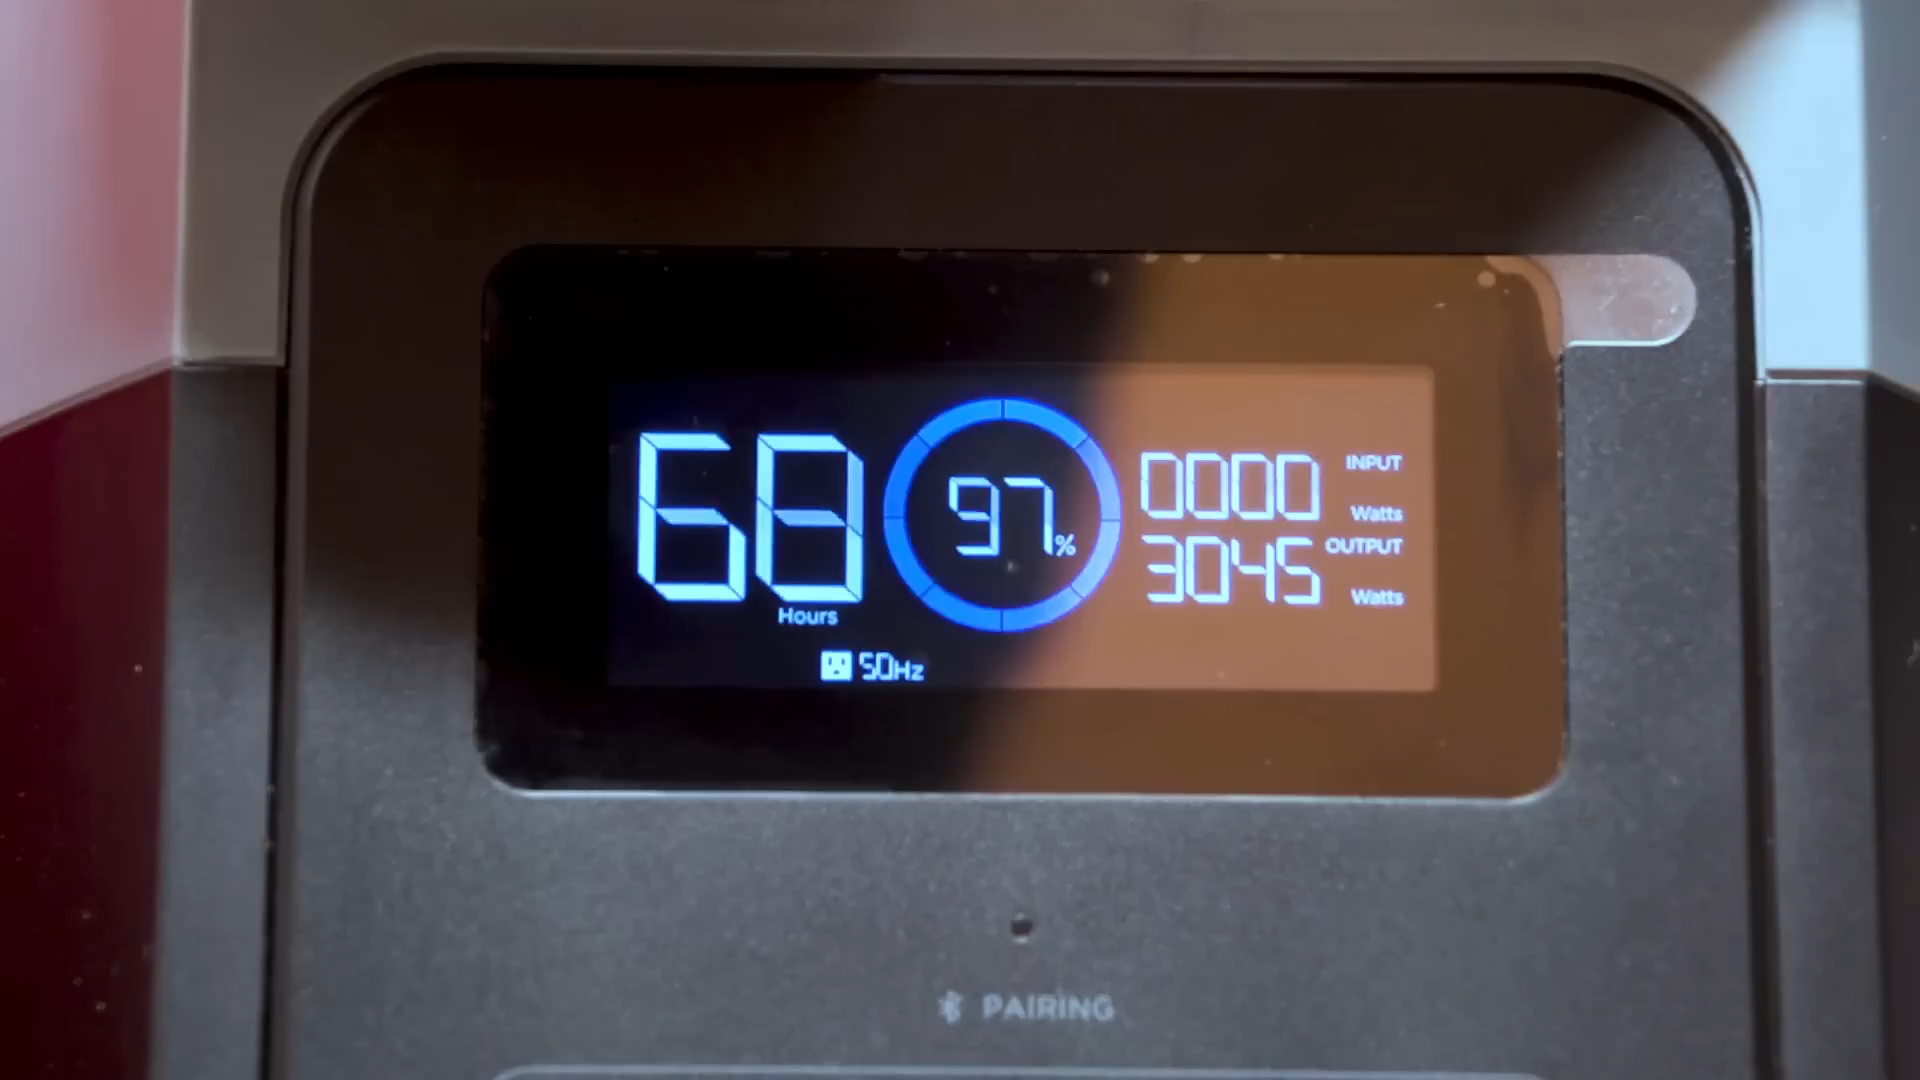 68
Hours
97%
0000 INPUT
Watts
3045 OUTPUT
Watts
50Hz
PAIRING